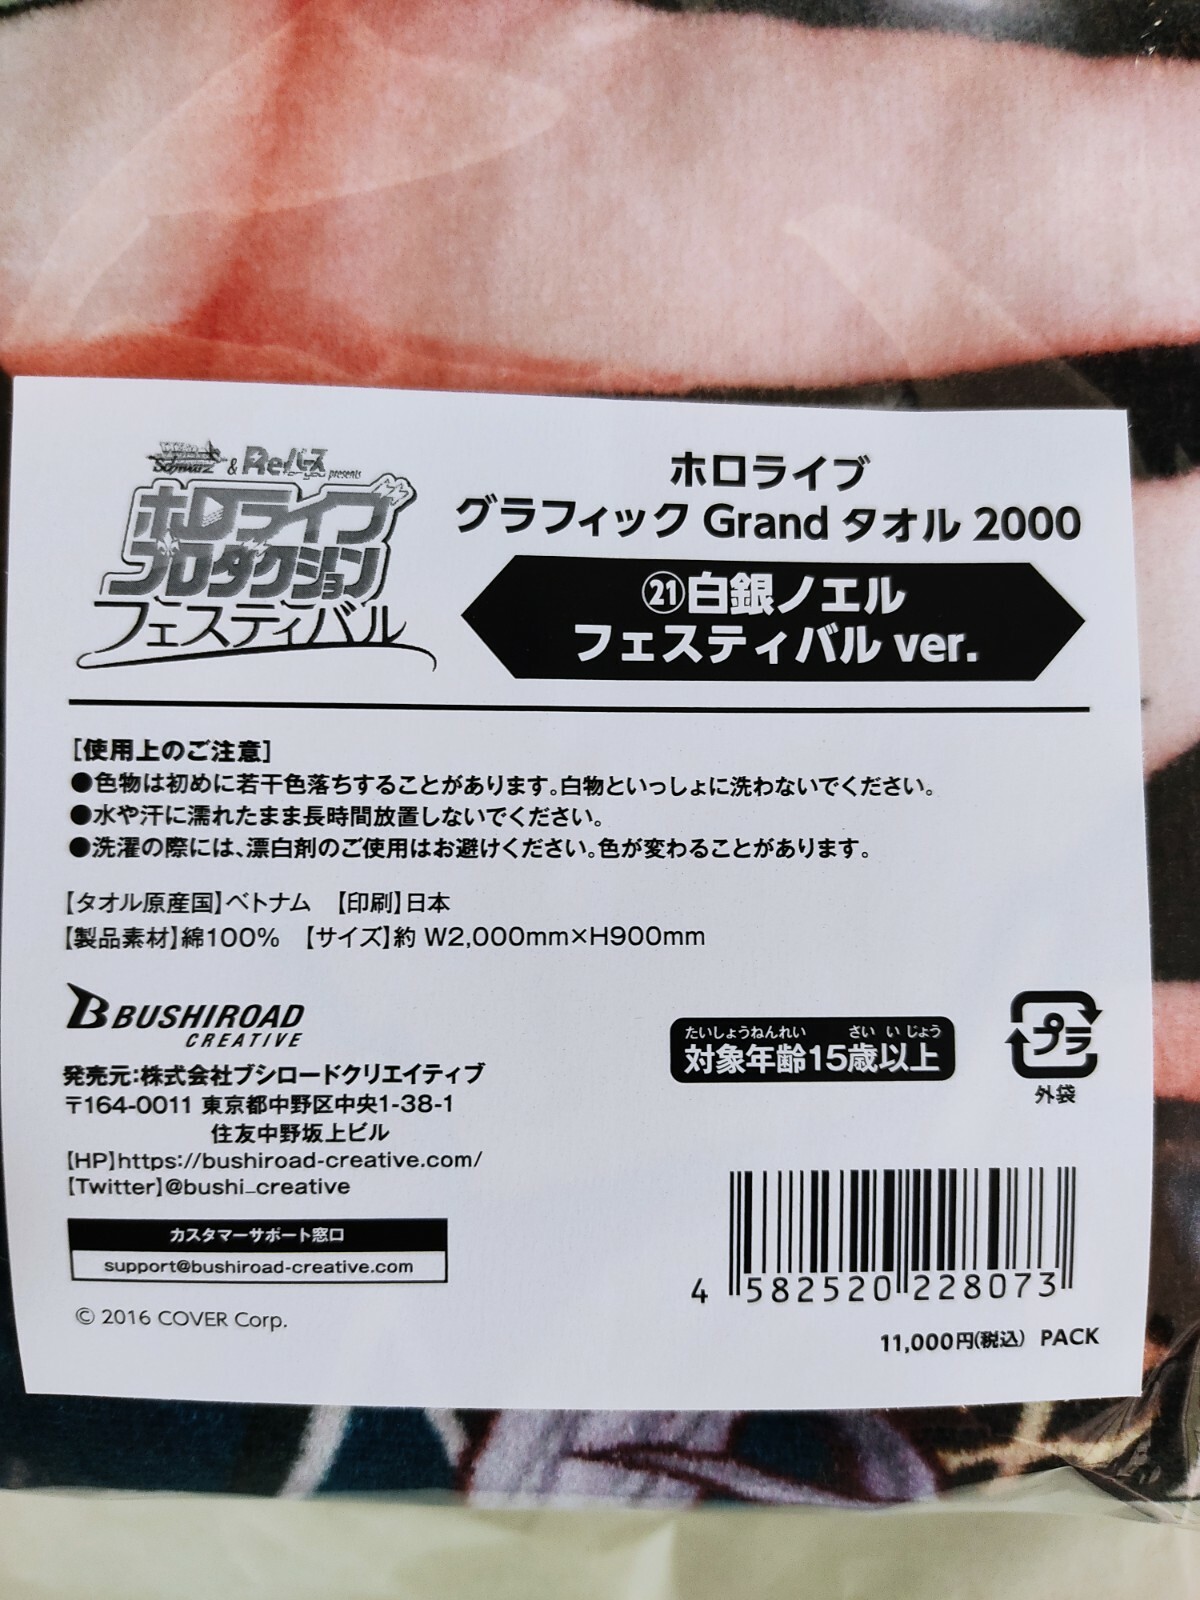 Weiß Schwarz & Reバース for you presents
ホロライブ
プロダクション
フェスティバル
ホロライブ
グラフィック Grand タオル 2000
㉑白銀ノエル
フェスティバル ver.
[使用上のご注意]
●色物は初めに若干色落ちすることがあります。白物といっしょに洗わないでください。
●水や汗に濡れたまま長時間放置しないでください。
●洗濯の際には、漂白剤のご使用はお避けください。色が変わることがあります。
【タオル原産国】ベトナム 【印刷】日本
【製品素材】綿100% 【サイズ】約 W2,000mm×H900mm
BUSHIROAD
CREATIVE
発売元:株式会社ブシロードクリエイティブ
〒164-0011 東京都中野区中央1-38-1
住友中野坂上ビル
【HP】https://bushiroad-creative.com/
【Twitter】@bushi_creative
カスタマーサポート窓口
support@bushiroad-creative.com
© 2016 COVER Corp.
たいしょうねんれい さい いじょう
対象年齢15歳以上
プラ
外袋
4 582520 228073
11,000円(税込) PACK